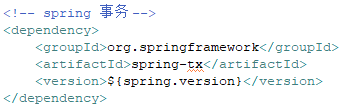 <!-- spring 事务 -->
<dependency>
<groupId>org.springframework</groupId>
<artifactId>spring-tx</artifactId>
<version>${spring.version}</version>
</dependency>